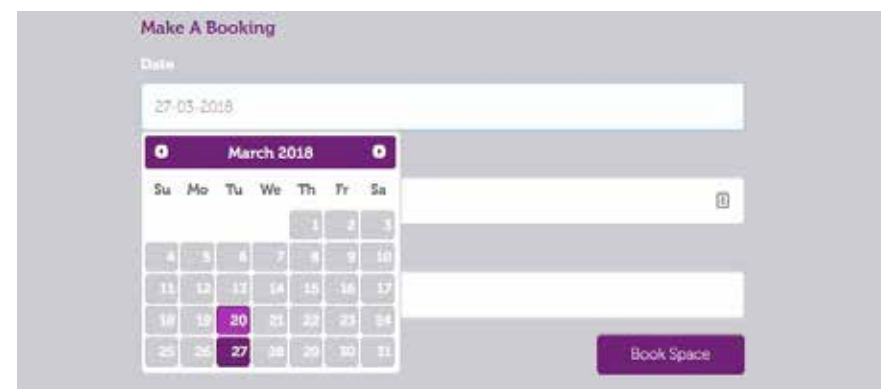 Make A Booking
Date
27-03-2018
March 2018
Su Mo Tu We Th Fr Sa
1 2 3
4 5 6 7 8 9 10
11 12 13 14 15 16 17
18 19 20 21 22 23 24
25 26 27 28 29 30 31
Book Space